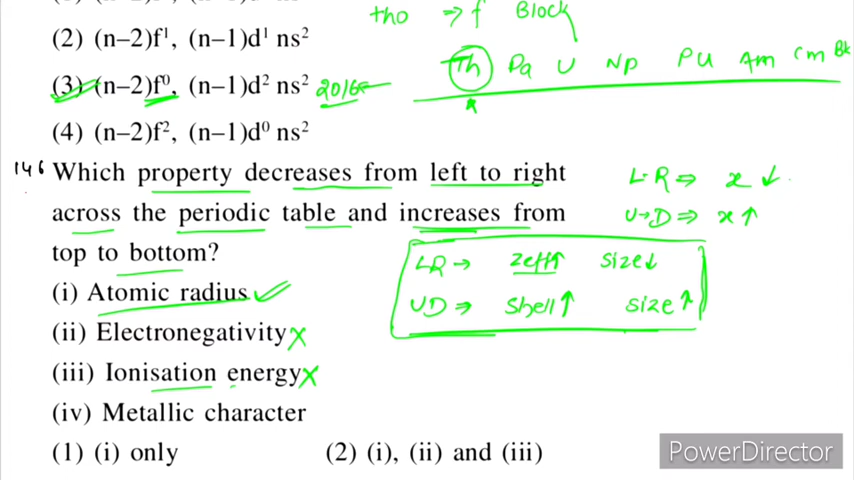 tho → f Block
(2) (n–2)f¹, (n–1)d¹ ns²
Th Pa U Np Pu Am Cm Bk
(3) (n–2)f⁰, (n–1)d² ns² 2016
(4) (n–2)f², (n–1)d⁰ ns²
146 Which property decreases from left to right
across the periodic table and increases from
top to bottom?
L-R ⇒ x ↓
U→D ⇒ x ↑
LR → Zeff↑ size↓
UD ⇒ shell↑ size↑
(i) Atomic radius
(ii) Electronegativity
(iii) Ionisation energy
(iv) Metallic character
(1) (i) only (2) (i), (ii) and (iii)
PowerDirector